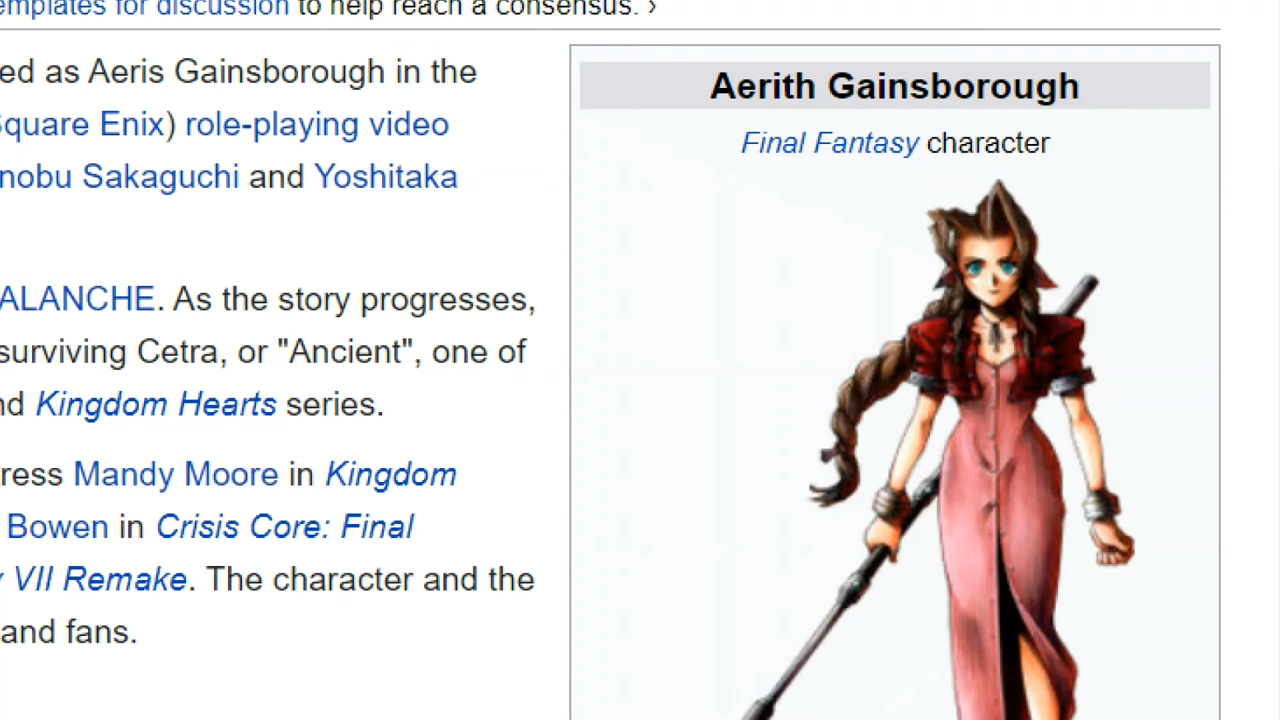 emplates for discussion to help reach a consensus. ›
ed as Aeris Gainsborough in the
Square Enix) role-playing video
nobu Sakaguchi and Yoshitaka
ALANCHE. As the story progresses,
surviving Cetra, or "Ancient", one of
nd Kingdom Hearts series.
ress Mandy Moore in Kingdom
Bowen in Crisis Core: Final
y VII Remake. The character and the
and fans.
Aerith Gainsborough
Final Fantasy character